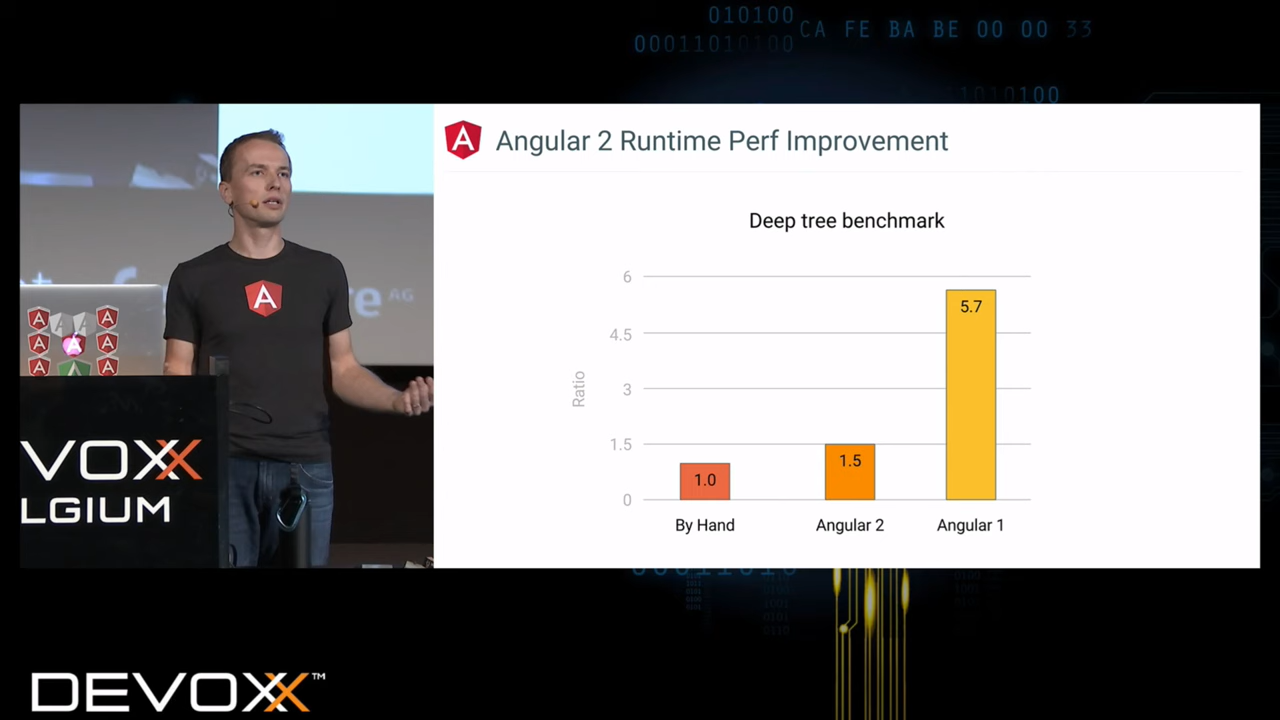 010100
00011010100
CA FE BA BE 00 00 33
1010100
Angular 2 Runtime Perf Improvement
Deep tree benchmark
6
4.5
3
1.5
0
Ratio
1.0
1.5
5.7
By Hand
Angular 2
Angular 1
A
AG
VOXX
LGIUM
DEVOXX™